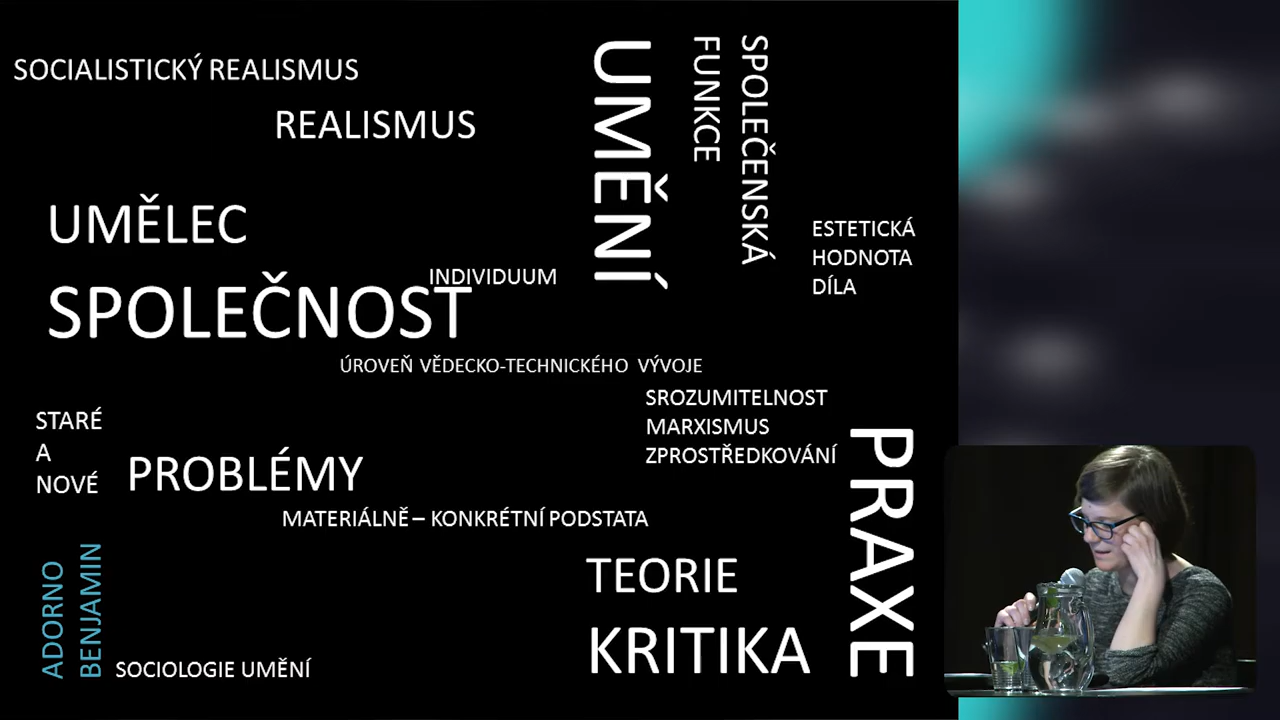 SOCIALISTICKÝ REALISMUS
REALISMUS
UMĚNÍ
FUNKCE
SPOLEČENSKÁ
UMĚLEC
ESTETICKÁ
HODNOTA
DÍLA
INDIVIDUUM
SPOLEČNOST
ÚROVEŇ VĚDECKO-TECHNICKÉHO VÝVOJE
SROZUMITELNOST
MARXISMUS
ZPROSTŘEDKOVÁNÍ
STARÉ
A
NOVÉ
PROBLÉMY
PRAXE
MATERIÁLNĚ – KONKRÉTNÍ PODSTATA
ADORNO
BENJAMIN
TEORIE
KRITIKA
SOCIOLOGIE UMĚNÍ